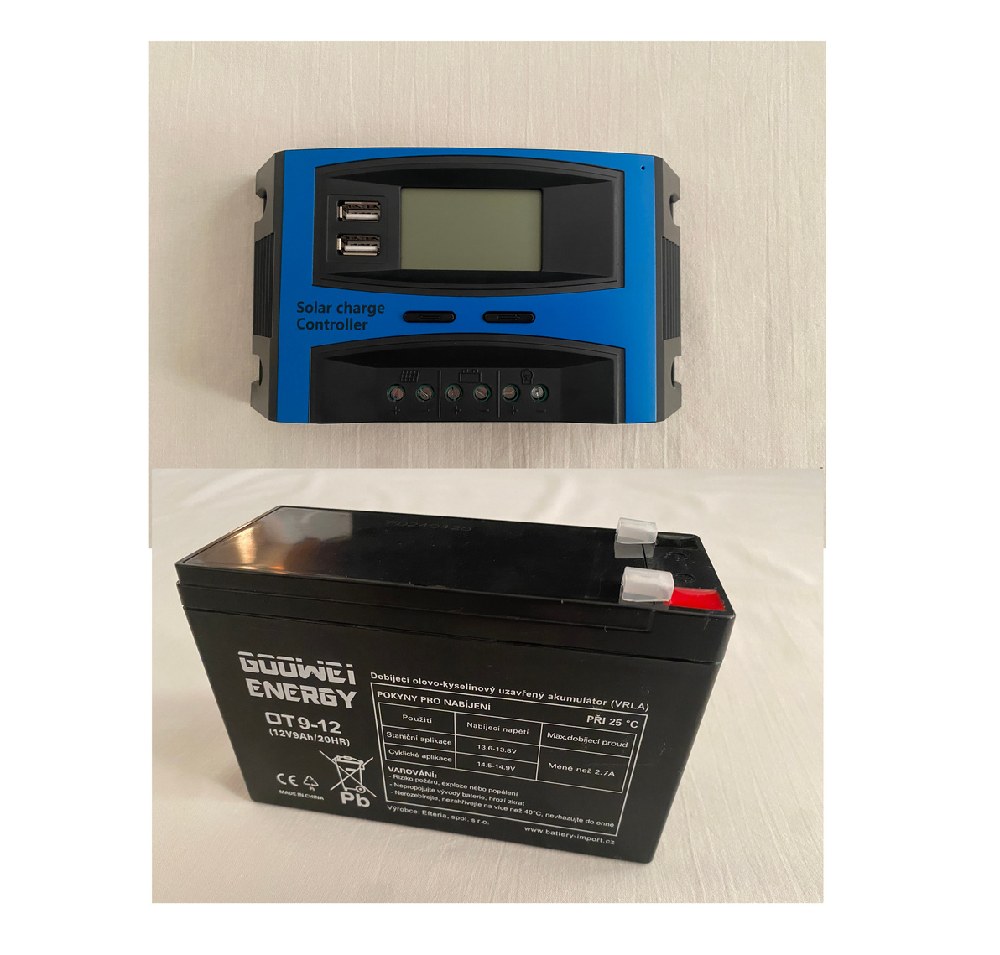 Solar charge
Controller
+ - + - + -
GOOWEI
ENERGY
OT 9-12
(12V9Ah/20HR)
CE
Pb
MADE IN CHINA
Pb
Dobíjecí olovo-kyselinový uzavřený akumulátor (VRLA)
POKYNY PRO NABÍJENÍ
PŘI 25 °C
Použití Nabíjecí napětí Max.dobíjecí proud
Staniční aplikace 13.6-13.8V
Cyklické aplikace 14.5-14.9V
Méně než 2.7A
VAROVÁNÍ:
- Riziko požáru, exploze nebo popálení
- Nepropojujte vývody baterie, hrozí zkrat
- Nerozebírejte, nezahřívejte na více než 40°C, nevhazujte do ohně
Výrobce: Efteria, spol. s r.o.
www.battery-import.cz